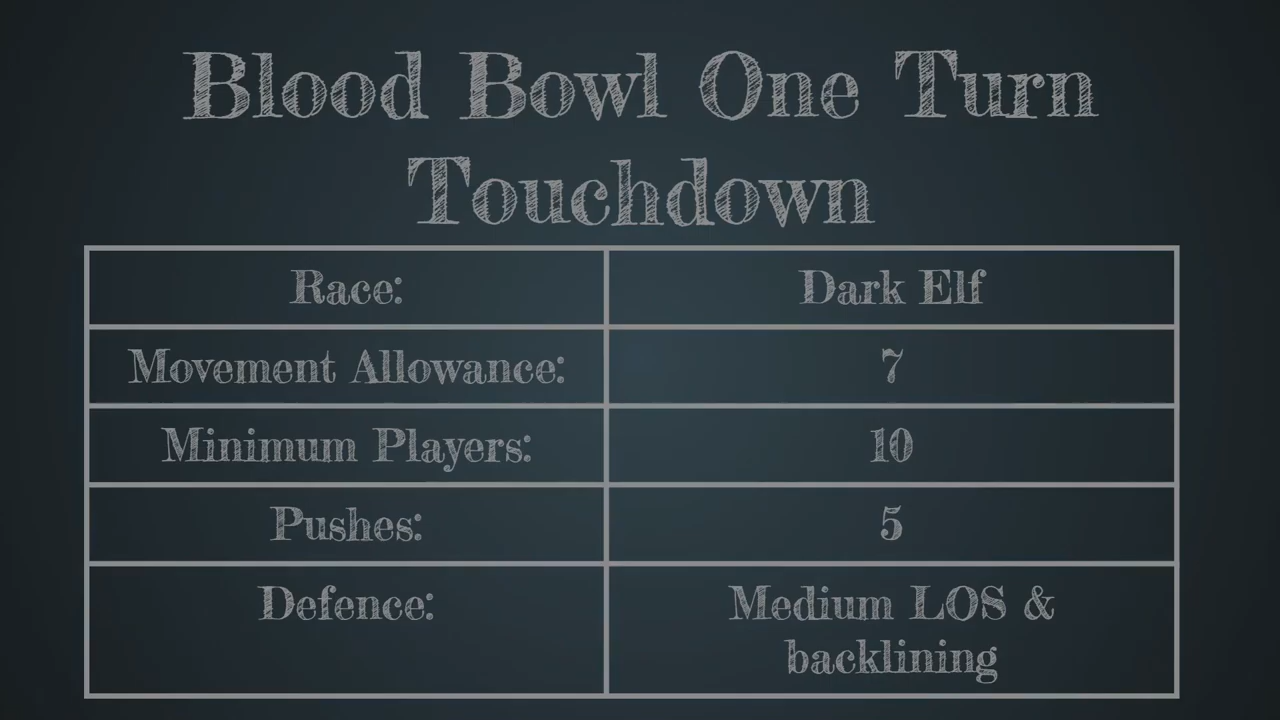 Blood Bowl One Turn
Touchdown
Race: Dark Elf
Movement Allowance: 7
Minimum Players: 10
Pushes: 5
Defence: Medium LOS &
backlining